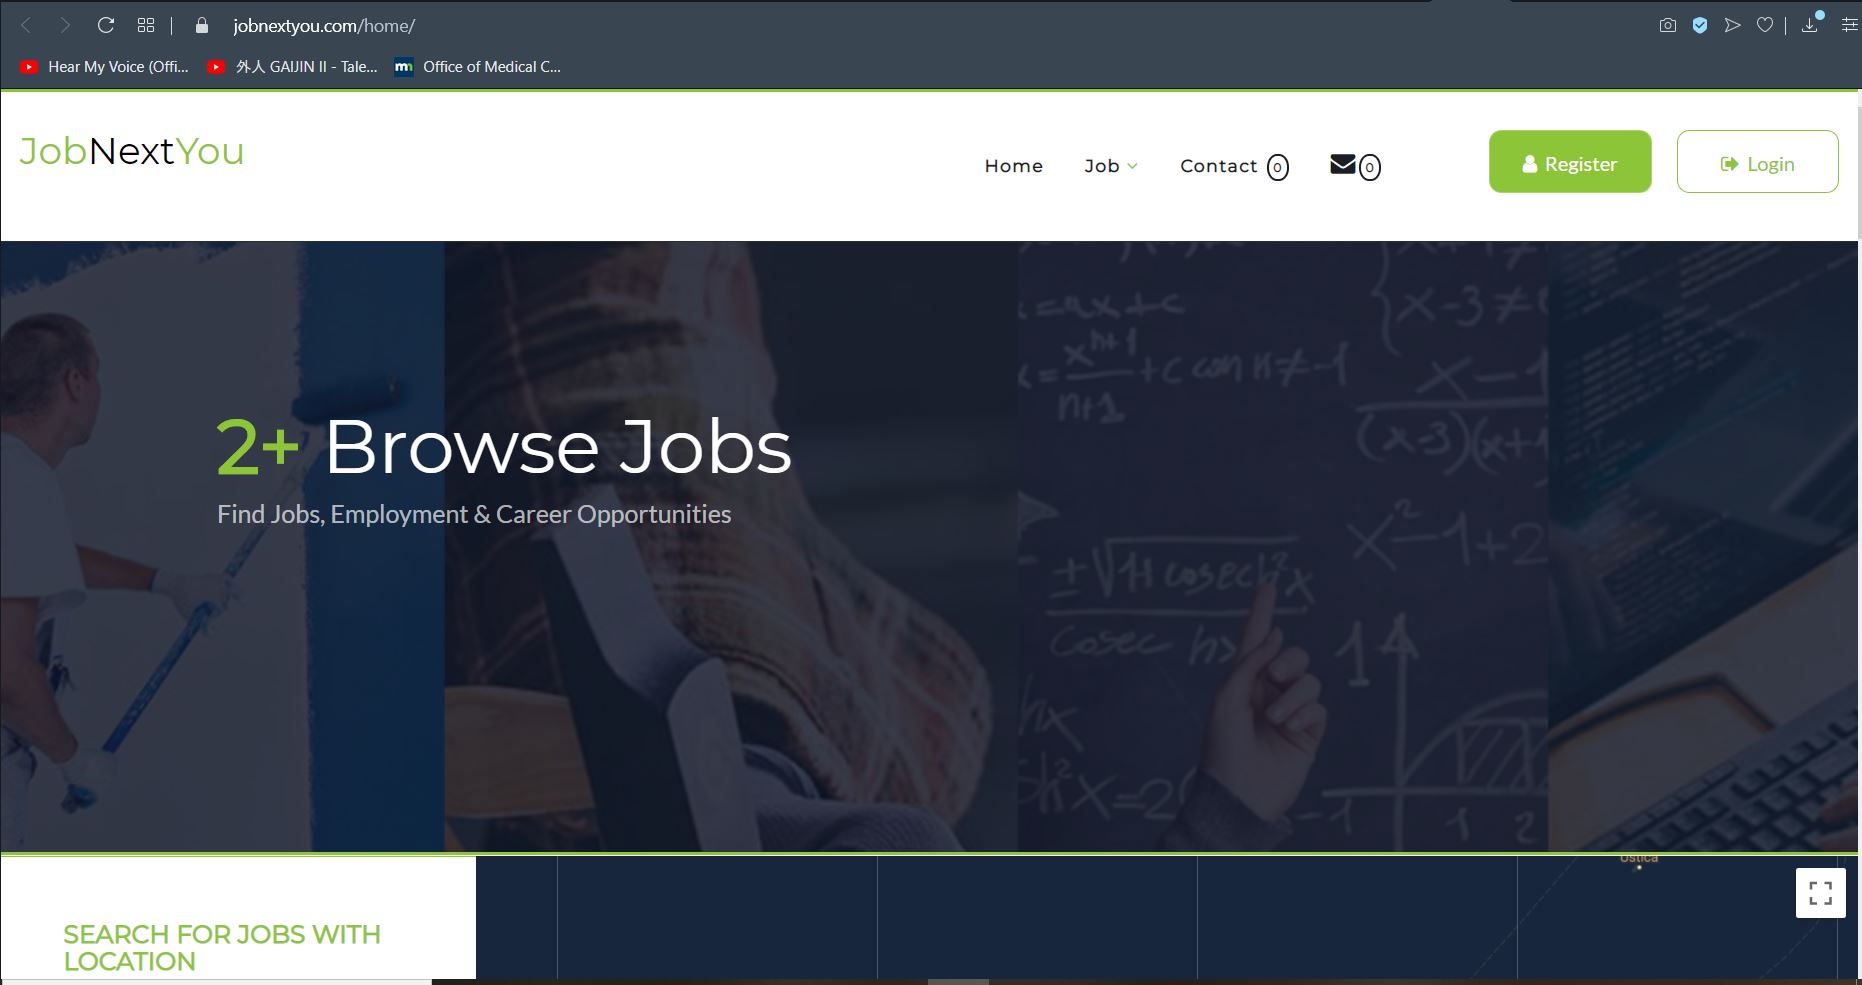 jobnextyou.com/home/
Hear My Voice (Offi...
外人 GAIJIN II - Tale...
mn
Office of Medical C...
JobNextYou
Home
Job
Contact 0
0
Register
Login
2+ Browse Jobs
Find Jobs, Employment & Career Opportunities
SEARCH FOR JOBS WITH
LOCATION
Ustica